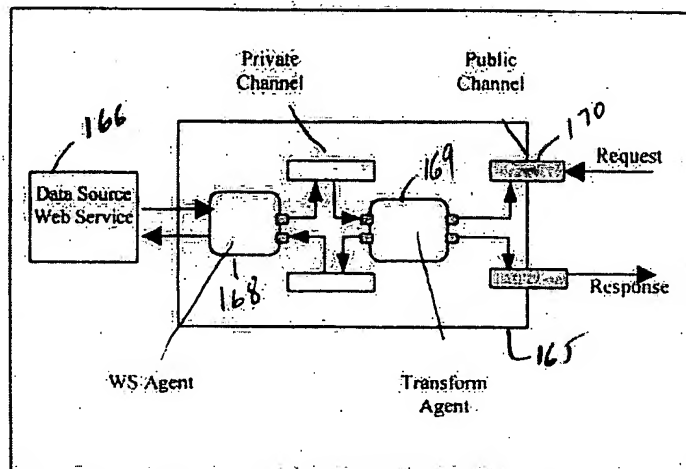 Private
Channel
Public
Channel
166
170
169
Request
Data Source
Web Service
168
Response
165
WS Agent
Transform
Agent